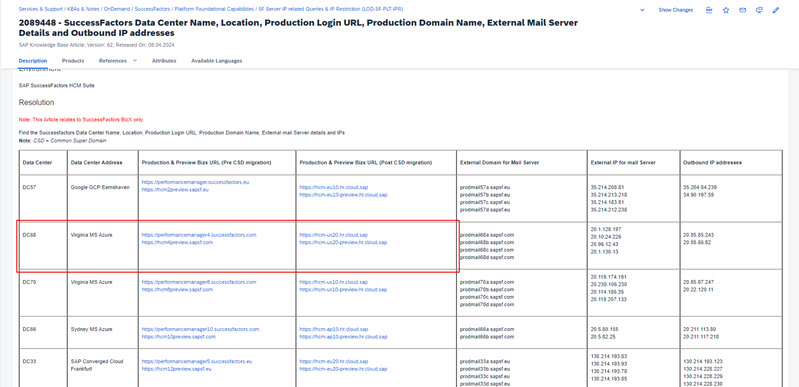 Services & Support / KBAs & Notes / OnDemand / SuccessFactors / Platform Foundational Capabilities / SF Server IP related Queries & IP Restriction (LOD-SF-PLT-IPR)
Show Changes
2089448 - SuccessFactors Data Center Name, Location, Production Login URL, Production Domain Name, External Mail Server
Details and Outbound IP addresses
SAP Knowledge Base Article, Version: 62, Released On: 08.04.2024
Description Products References Attributes Available Languages
Environment
SAP SuccessFactors HCM Suite
Resolution
Note: This Article relates to SuccessFactors BizX only.
Find the Successfactors Data Center Name, Location, Production Login URL, Production Domain Name, External mail Server details and IPs
Note: CSD = Common Super Domain
Data Center Data Center Address Production & Preview Bizx URL (Pre CSD migration) Production & Preview Bizx URL (Post CSD migration) External Domain for Mail Server External IP for mail Server Outbound IP addresses
DC57 Google GCP Eemshaven
https://performancemanager.successfactors.eu
https://hcm2preview.sapsf.eu
https://hcm-eu10.hr.cloud.sap
https://hcm-eu10-preview.hr.cloud.sap
prodmail57a.sapsf.eu
prodmail57b.sapsf.eu
prodmail57c.sapsf.eu
prodmail57d.sapsf.eu
35.214.208.81
35.214.213.218
35.214.183.81
35.214.212.238
35.204.84.239
34.90.197.59
DC68 Virginia MS Azure
https://performancemanager4.successfactors.com
https://hcm4preview.sapsf.com
https://hcm-us20.hr.cloud.sap
https://hcm-us20-preview.hr.cloud.sap
prodmail68a.sapsf.com
prodmail68b.sapsf.com
prodmail68c.sapsf.com
prodmail68d.sapsf.com
20.1.128.197
20.10.24.226
20.96.12.43
20.1.130.13
20.85.85.243
20.85.86.82
DC70 Virginia MS Azure
https://performancemanager8.successfactors.com
https://hcm8preview.sapsf.com
https://hcm-us10.hr.cloud.sap
https://hcm-us10-preview.hr.cloud.sap
prodmail70a.sapsf.com
prodmail70b.sapsf.com
prodmail70c.sapsf.com
prodmail70d.sapsf.com
20.119.174.191
20.230.106.230
20.114.186.35
20.119.207.133
20.85.87.247
20.22.120.11
DC66 Sydney MS Azure
https://performancemanager10.successfactors.com
https://hcm10preview.sapsf.com
https://hcm-ap10.hr.cloud.sap
https://hcm-ap10-preview.hr.cloud.sap
prodmail66a.sapsf.com
prodmail66b.sapsf.com
20.5.80.155
20.5.82.25
20.211.113.80
20.211.117.218
DC33 SAP Converged Cloud
Frankfurt
https://performancemanager5.successfactors.eu
https://hcm12preview.sapsf.eu
https://hcm-eu20.hr.cloud.sap
https://hcm-eu20-preview.hr.cloud.sap
prodmail33a.sapsf.eu
prodmail33b.sapsf.eu
prodmail33c.sapsf.eu
prodmail33d.sapsf.eu
130.214.193.83
130.214.193.93
130.214.193.78
130.214.193.85
130.214.193.123
130.214.228.227
130.214.228.229
130.214.228.230